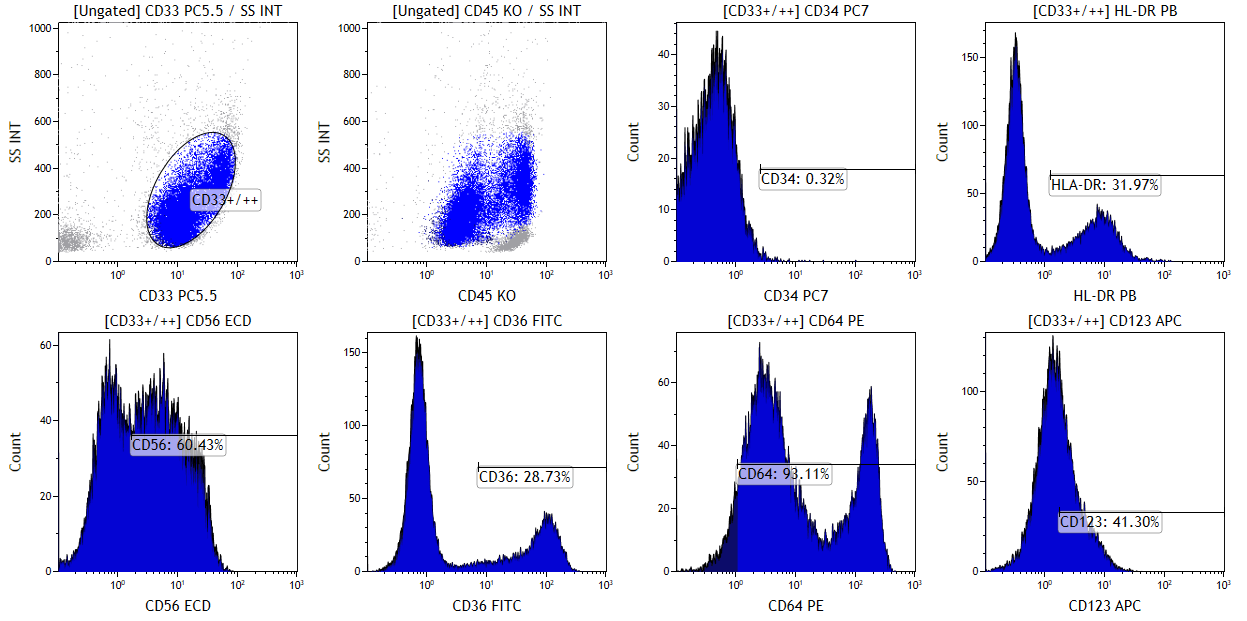 [Ungated] CD33 PC5.5 / SS INT
1000
800
600
400
200
0
SS INT
CD33+/++
10⁰ 10¹ 10² 10³
CD33 PC5.5
[Ungated] CD45 KO / SS INT
1000
800
600
400
200
0
SS INT
10⁰ 10¹ 10² 10³
CD45 KO
[CD33+/++] CD34 PC7
40
30
20
10
0
Count
CD34: 0.32%
10⁰ 10¹ 10² 10³
CD34 PC7
[CD33+/++] HL-DR PB
150
100
50
0
Count
HLA-DR: 31.97%
10⁰ 10¹ 10² 10³
HL-DR PB
[CD33+/++] CD56 ECD
60
40
20
0
Count
CD56: 60.43%
10⁰ 10¹ 10² 10³
CD56 ECD
[CD33+/++] CD36 FITC
150
100
50
0
Count
CD36: 28.73%
10⁰ 10¹ 10² 10³
CD36 FITC
[CD33+/++] CD64 PE
60
40
20
0
Count
CD64: 93.11%
10⁰ 10¹ 10² 10³
CD64 PE
[CD33+/++] CD123 APC
100
50
0
Count
CD123: 41.30%
10⁰ 10¹ 10² 10³
CD123 APC